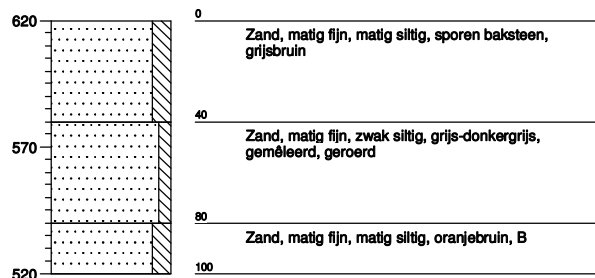 620
0
Zand, matig fijn, matig siltig, sporen baksteen,
grijsbruin
40
570
Zand, matig fijn, zwak siltig, grijs-donkergrijs,
gemêleerd, geroerd
80
Zand, matig fijn, matig siltig, oranjebruin, B
520
100